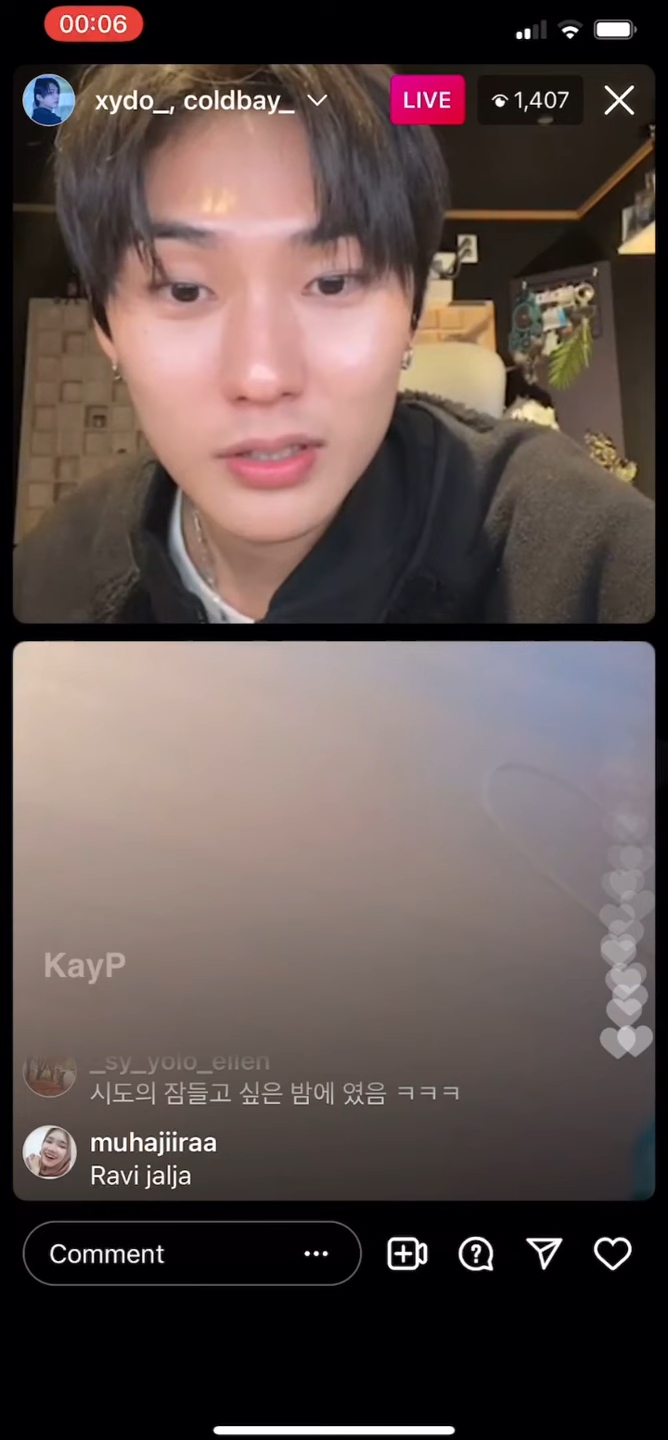 00:06
xydo_, coldbay_
LIVE
1,407
KayP
_sy_yolo_ellen
시도의 잠들고 싶은 밤에 였음 ㅋㅋㅋ
muhajiiraa
Ravi jalja
Comment